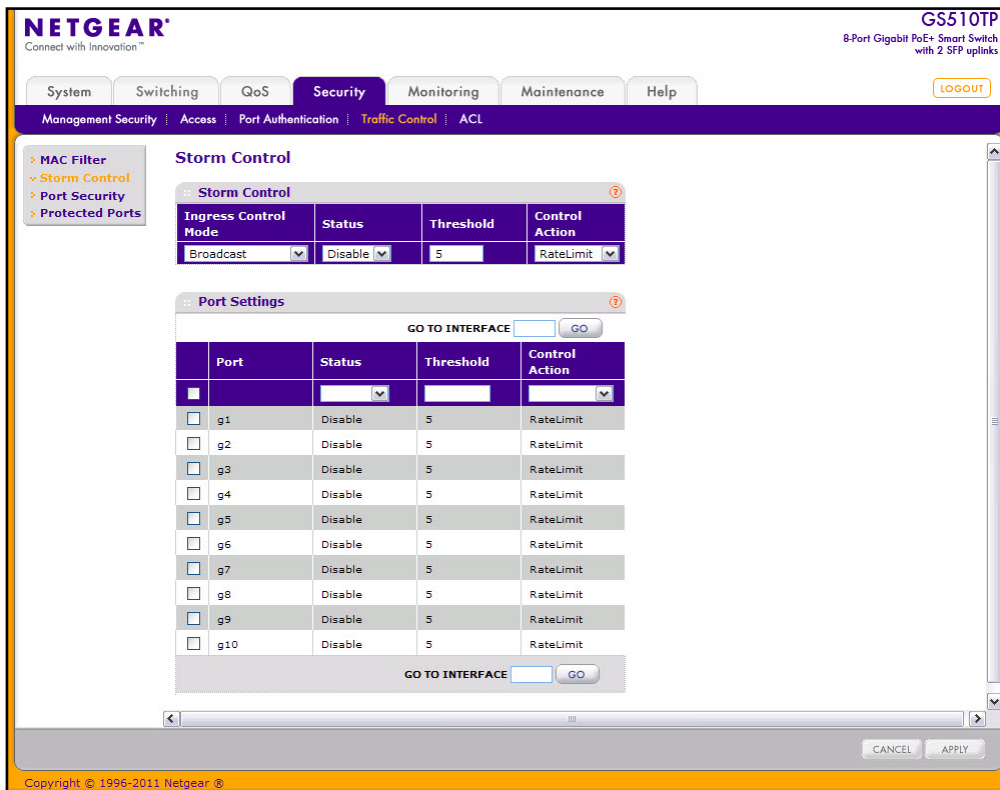 NETGEAR®
Connect with Innovation™
GS510TP
8-Port Gigabit PoE+ Smart Switch
with 2 SFP uplinks
System Switching QoS Security Monitoring Maintenance Help LOGOUT
Management Security Access Port Authentication Traffic Control ACL
MAC Filter
Storm Control
Port Security
Protected Ports
Storm Control
Storm Control ?
Ingress Control Mode Status Threshold Control Action
Broadcast Disable 5 RateLimit
Port Settings ?
GO TO INTERFACE GO
Port Status Threshold Control Action
g1 Disable 5 RateLimit
g2 Disable 5 RateLimit
g3 Disable 5 RateLimit
g4 Disable 5 RateLimit
g5 Disable 5 RateLimit
g6 Disable 5 RateLimit
g7 Disable 5 RateLimit
g8 Disable 5 RateLimit
g9 Disable 5 RateLimit
g10 Disable 5 RateLimit
GO TO INTERFACE GO
CANCEL APPLY
Copyright © 1996-2011 Netgear ®